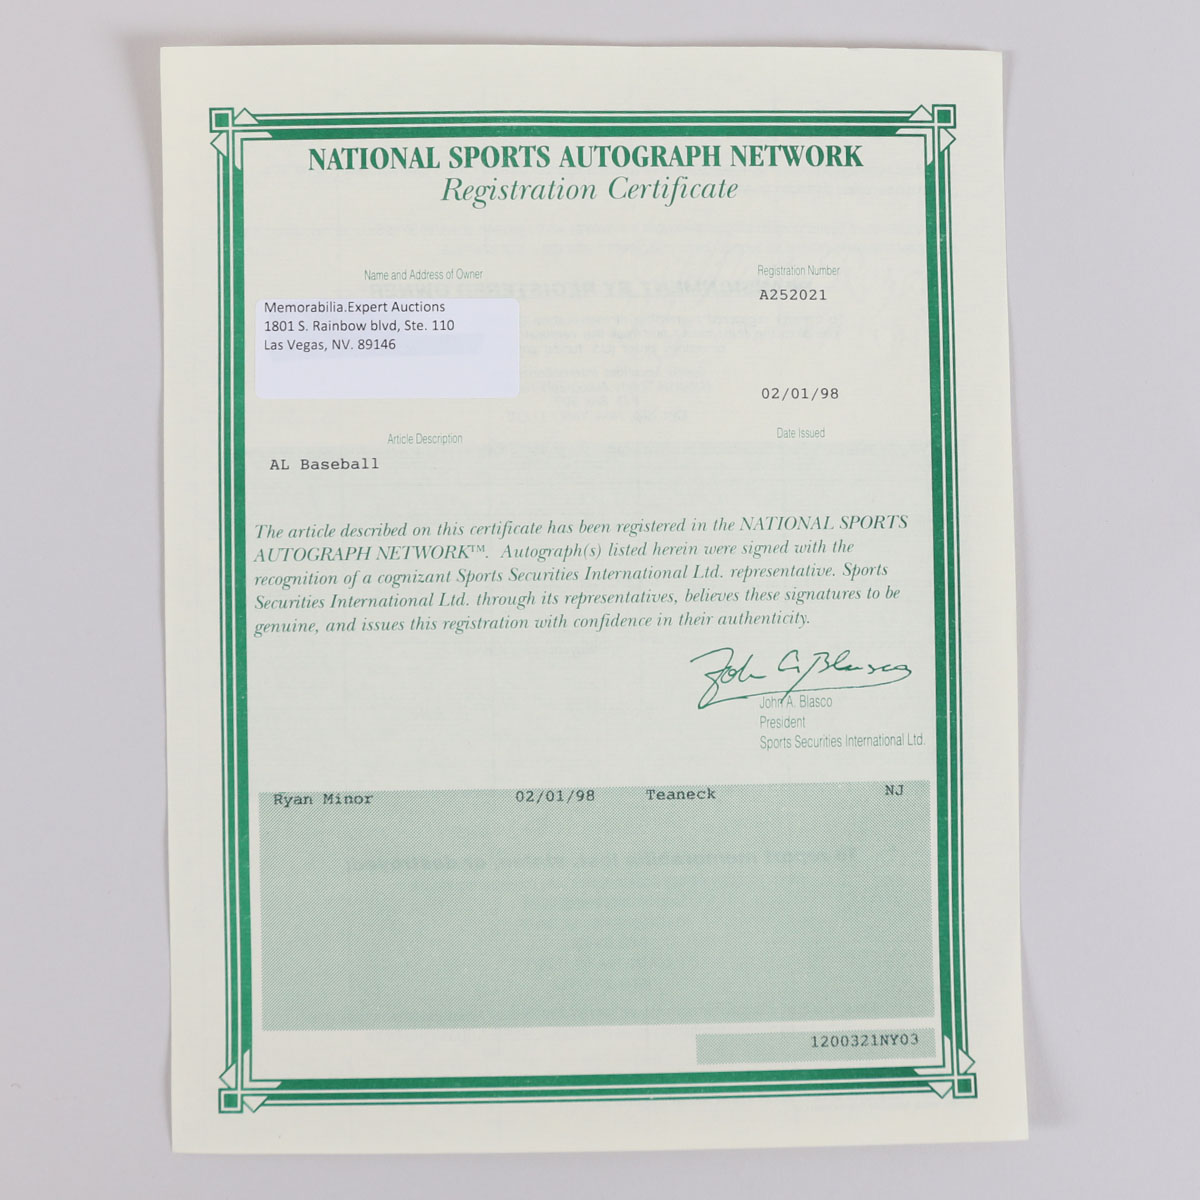 NATIONAL SPORTS AUTOGRAPH NETWORK
Registration Certificate
Name and Address of Owner
Registration Number
Memorabilia.Expert Auctions
1801 S. Rainbow blvd, Ste. 110
Las Vegas, NV. 89146
A252021
02/01/98
Article Description
Date Issued
AL Baseball
The article described on this certificate has been registered in the NATIONAL SPORTS
AUTOGRAPH NETWORK™. Autograph(s) listed herein were signed with the
recognition of a cognizant Sports Securities International Ltd. representative. Sports
Securities International Ltd. through its representatives, believes these signatures to be
genuine, and issues this registration with confidence in their authenticity.
John A. Blasco
John A. Blasco
President
Sports Securities International Ltd.
Ryan Minor 02/01/98 Teaneck NJ
1200321NY03